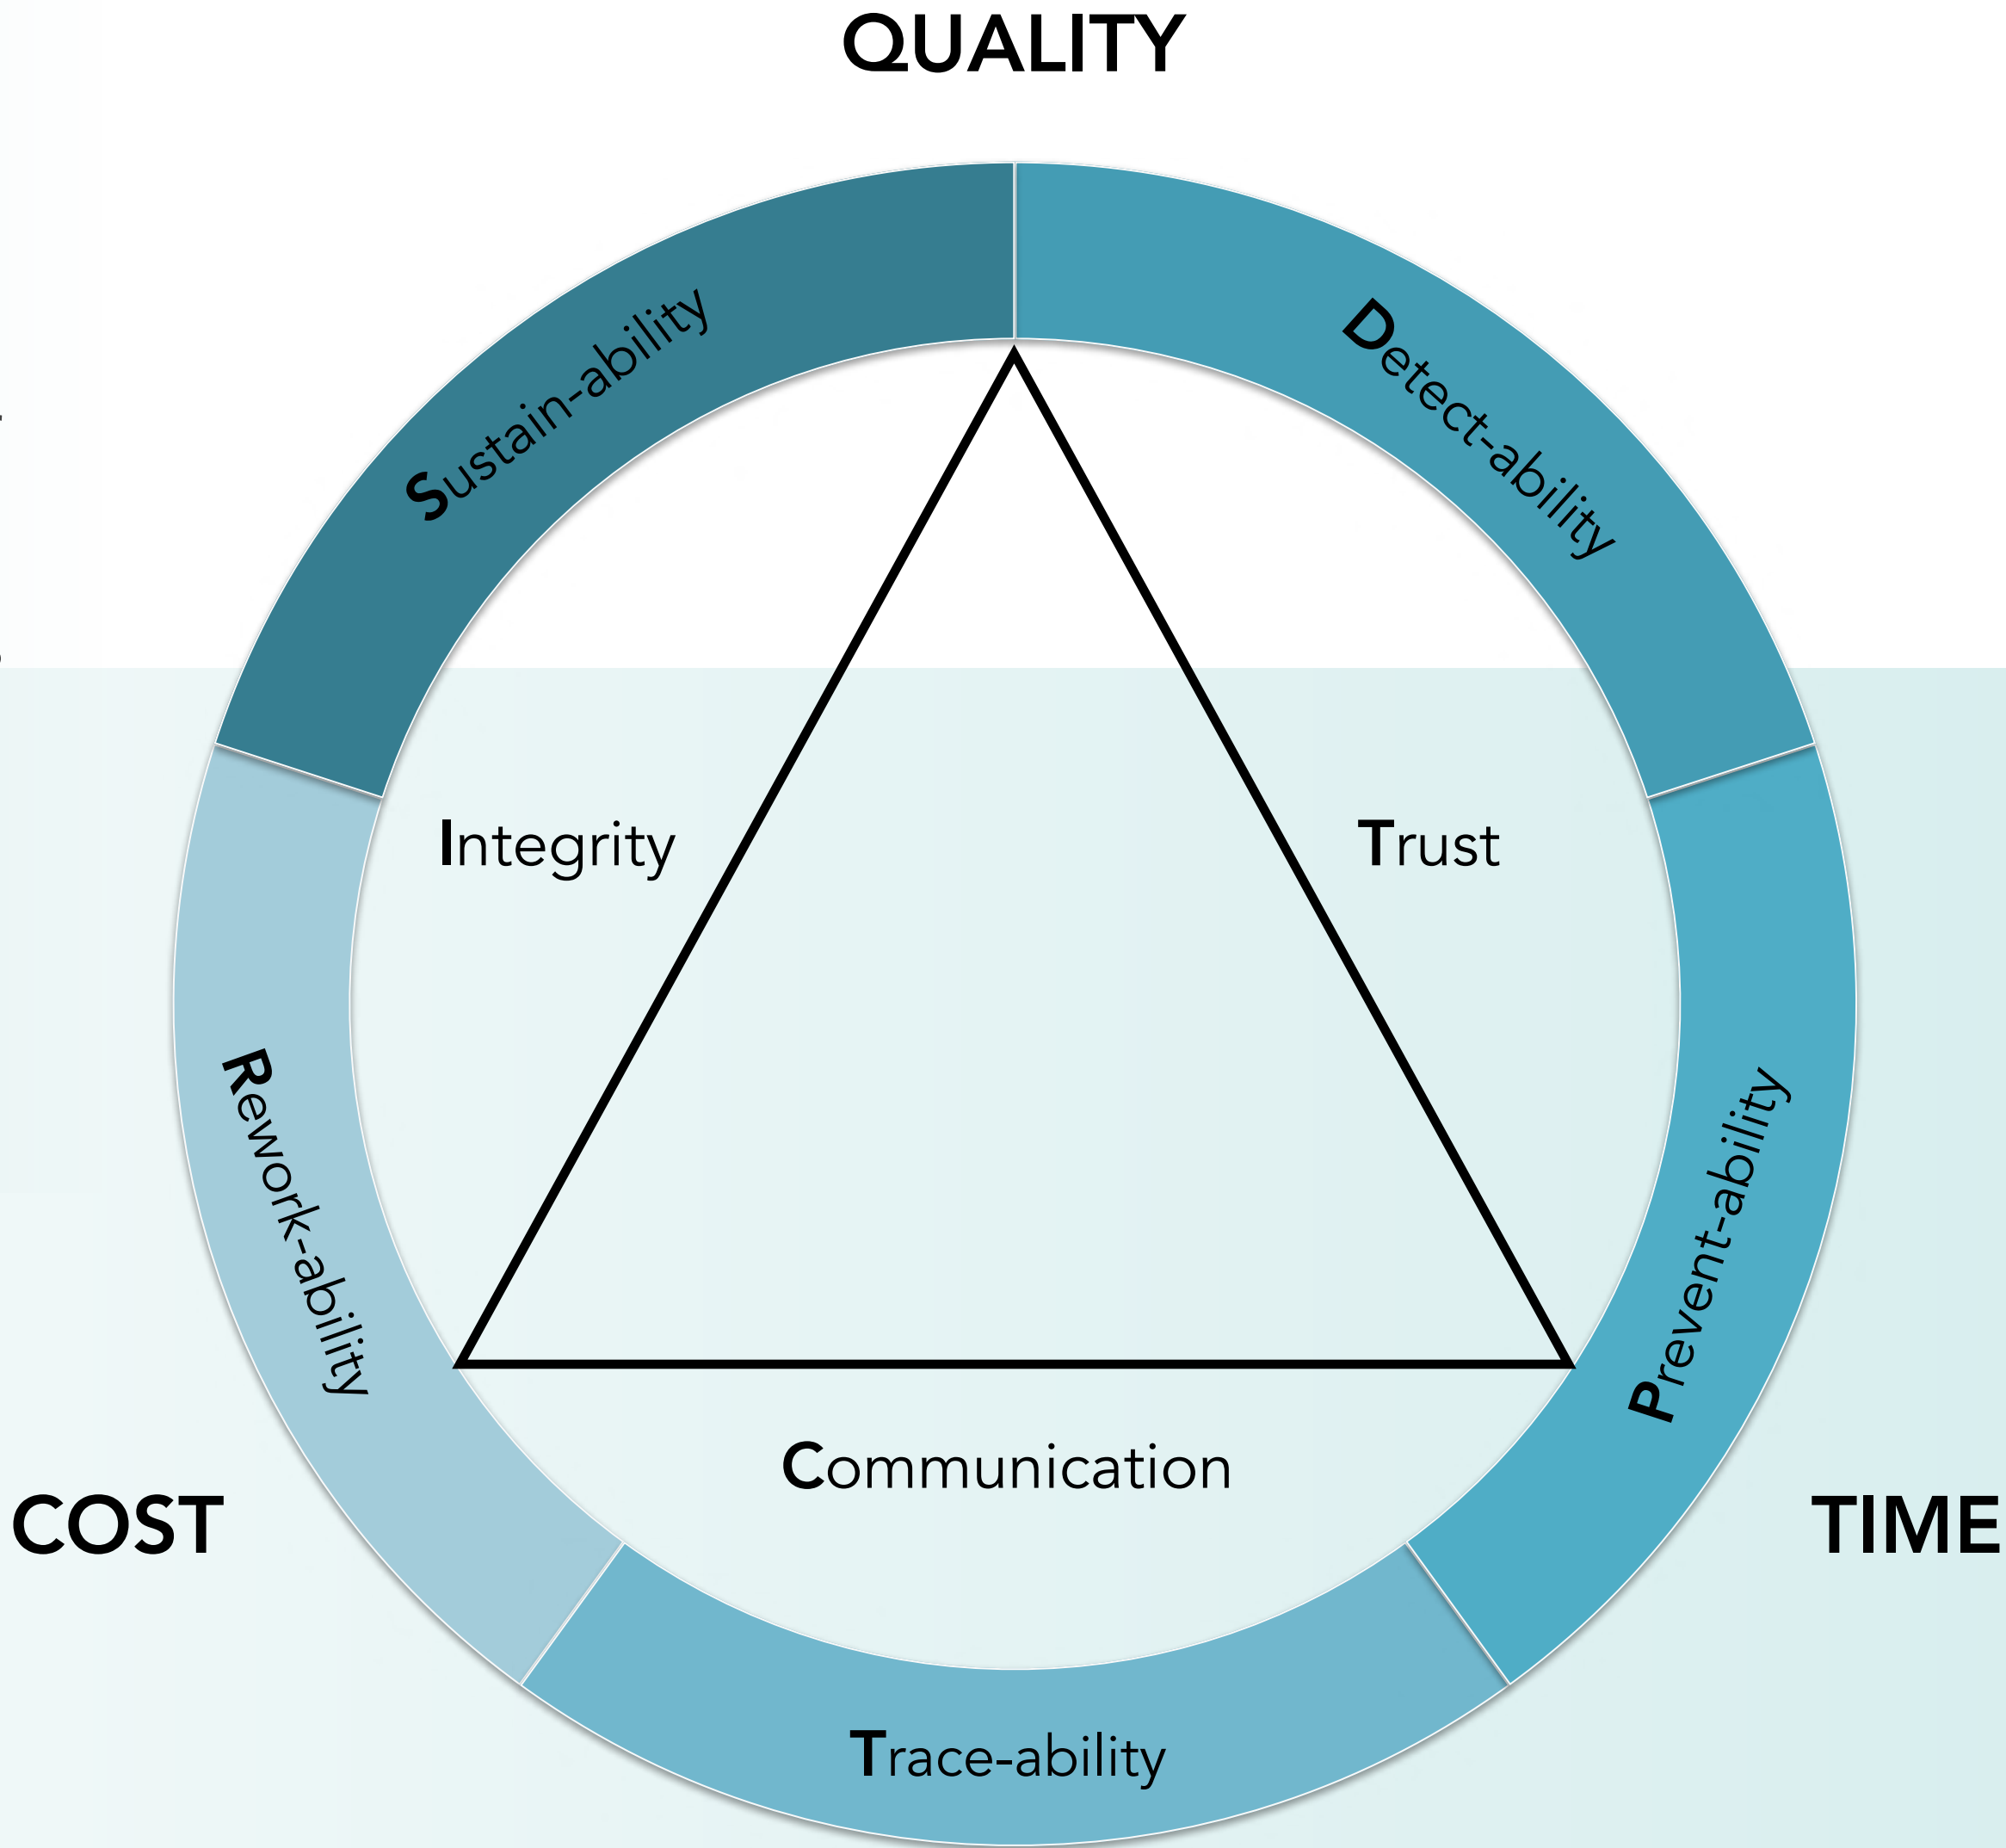 QUALITY
Sustain-ability
Detect-ability
Integrity
Trust
Rework-ability
Prevent-ability
Communication
COST
TIME
Trace-ability